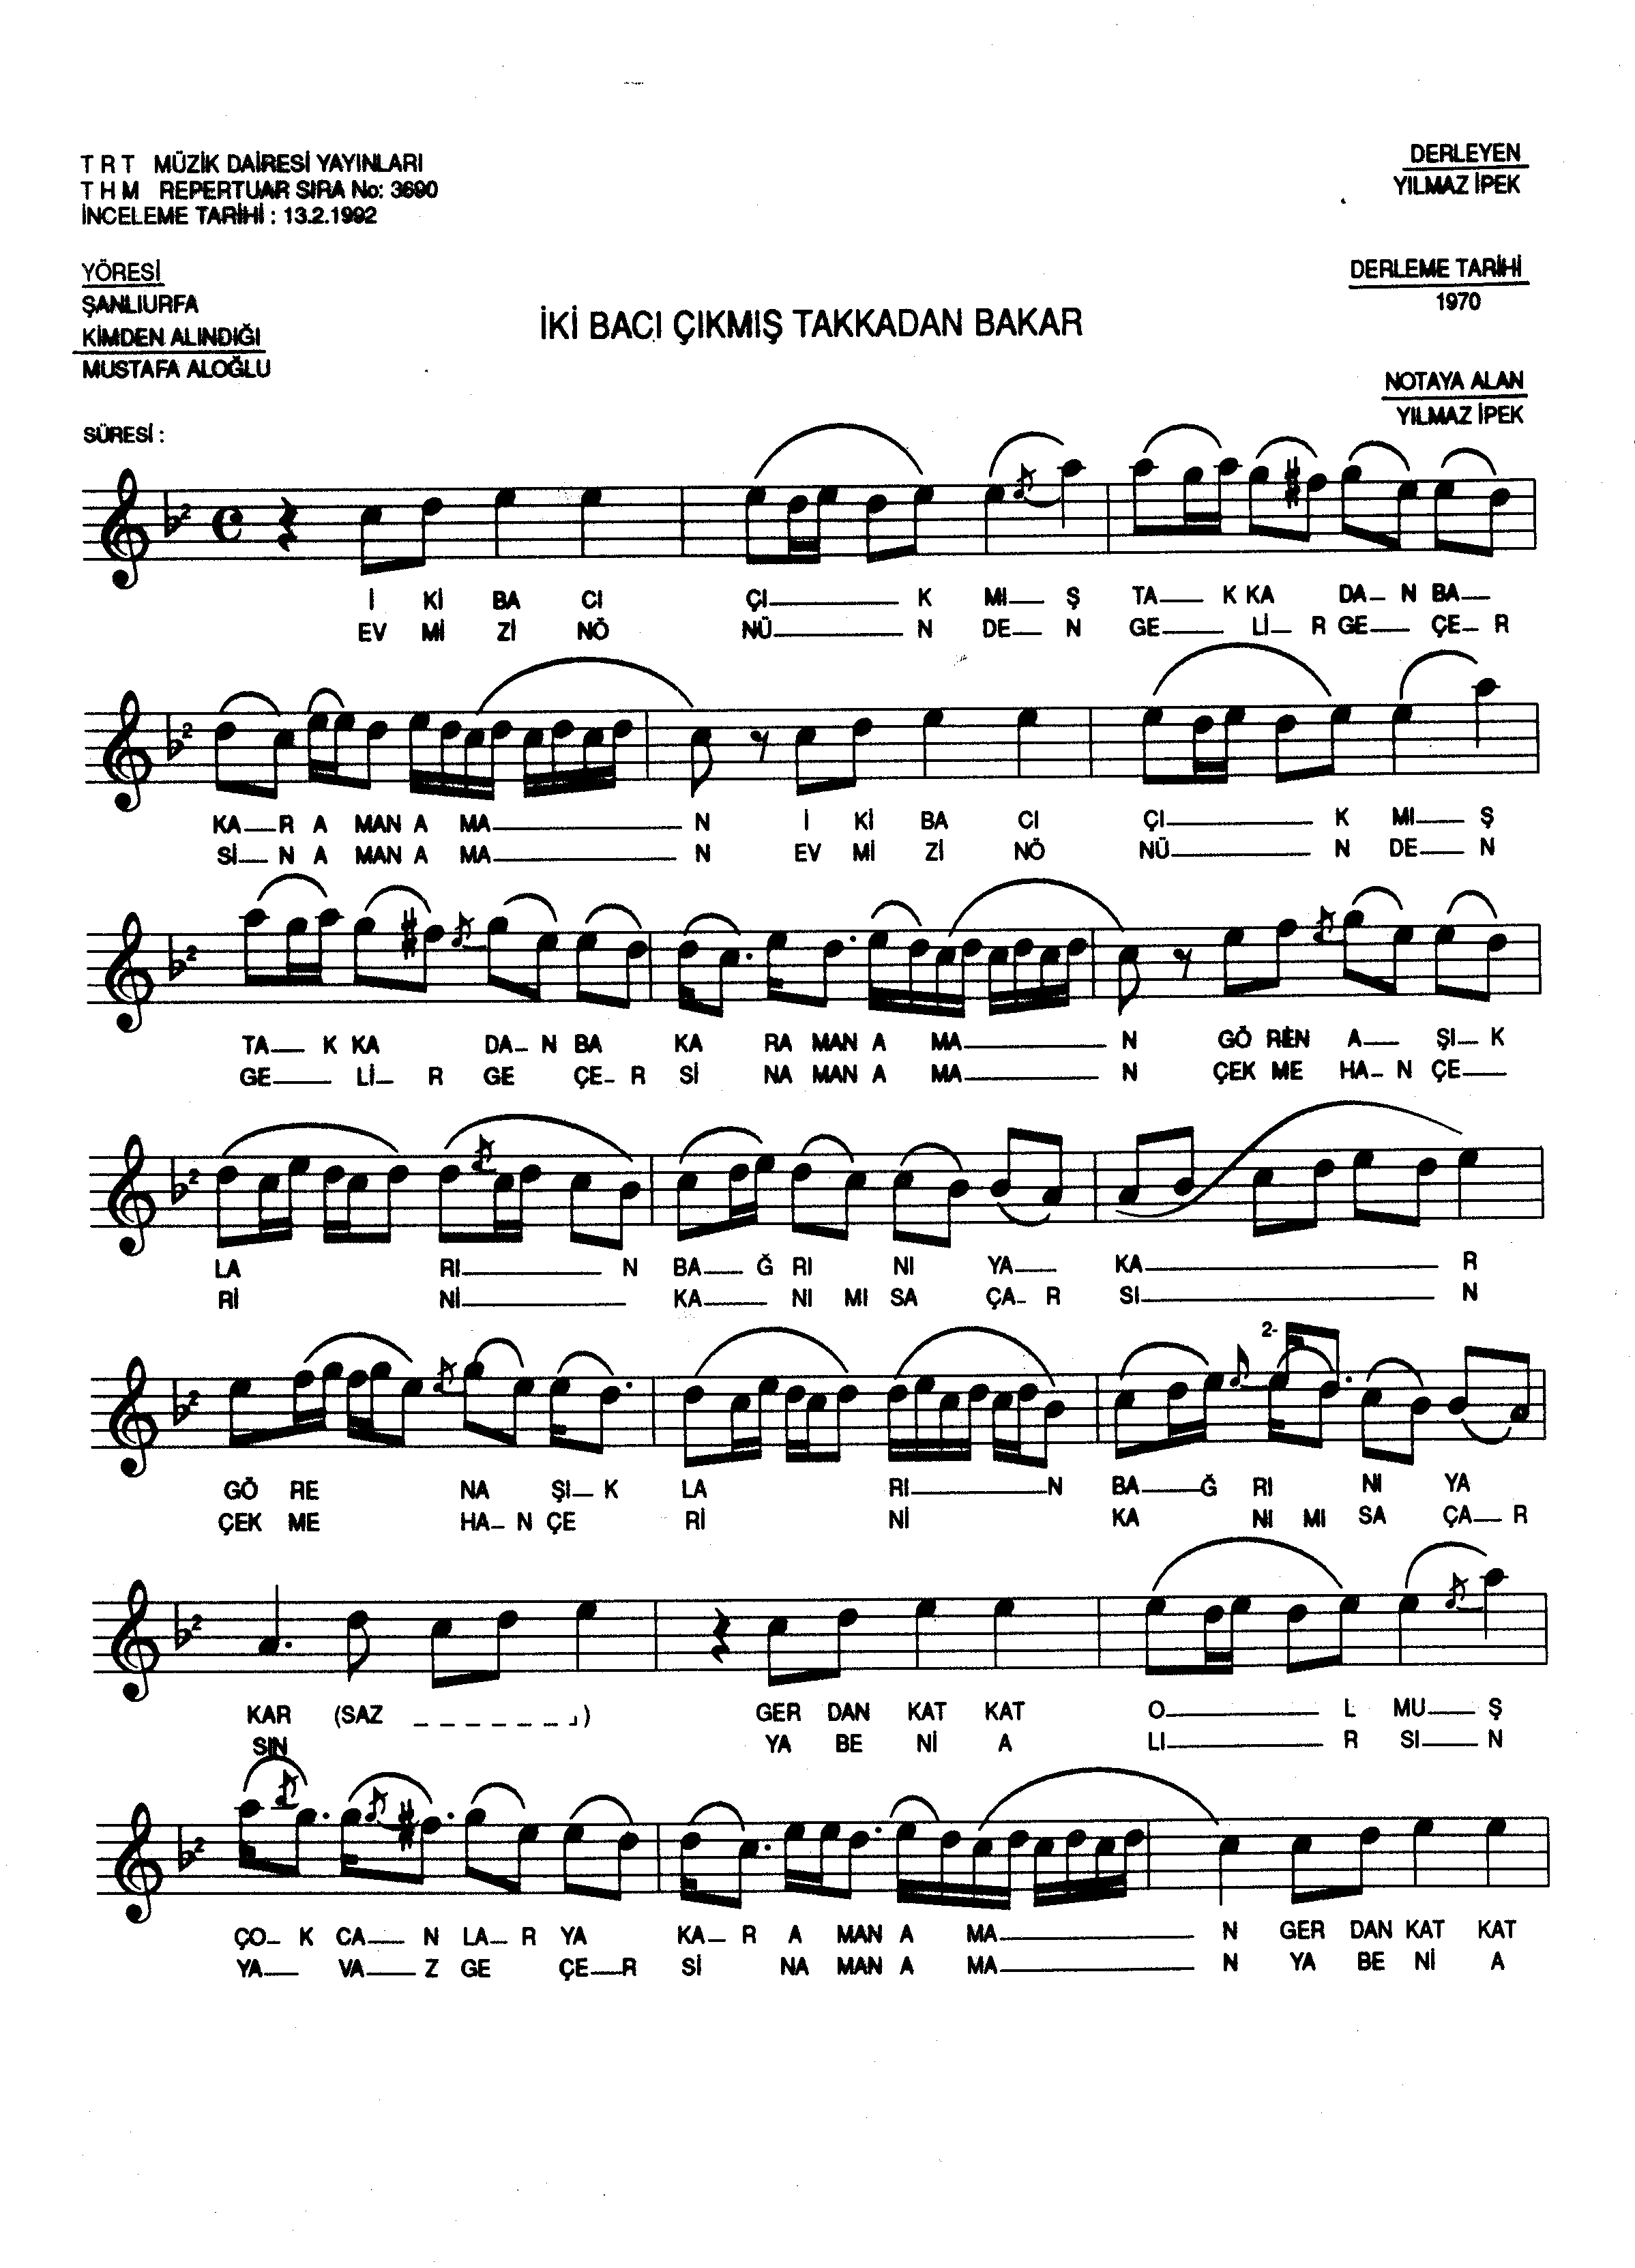 T R T MÜZİK DAİRESİ YAYINLARI
T H M REPERTUAR SIRA No: 3690
İNCELEME TARİHİ : 13.2.1992
DERLEYEN
YILMAZ İPEK
YÖRESİ
ŞANLIURFA
KİMDEN ALINDIĞI
MUSTAFA ALOĞLU
DERLEME TARİHİ
1970
İKİ BACI ÇIKMIŞ TAKKADAN BAKAR
NOTAYA ALAN
YILMAZ İPEK
SÜRESİ :
İ Kİ BA CI ÇI K MI Ş TA K KA DA N BA
EV Mİ Zİ NÖ NÜ N DE N GE Lİ R GE ÇE R
KA R A MAN A MA N İ Kİ BA CI ÇI K MI Ş
Sİ N A MAN A MA N EV Mİ Zİ NÖ NÜ N DE N
TA K KA DA N BA KA RA MAN A MA N GÖ REN A ŞI K
GE Lİ R GE ÇE R Sİ NA MAN A MA N ÇEK ME HA N ÇE
LA RI N BA Ğ RI NI YA KA R
Rİ Nİ KA NI MI SA ÇA R SI N
2-
GÖ RE NA ŞI K LA RI N BA Ğ RI NI YA
ÇEK ME HA N ÇE Rİ Nİ KA NI MI SA ÇA R
KAR (SAZ _ _ _ _ _ _ _) GER DAN KAT KAT O L MU Ş
SIN YA BE Nİ A LI R SI N
ÇO K CA N LA R YA KA R A MAN A MA N GER DAN KAT KAT
YA VA Z GE ÇE R Sİ NA MAN A MA N YA BE Nİ A